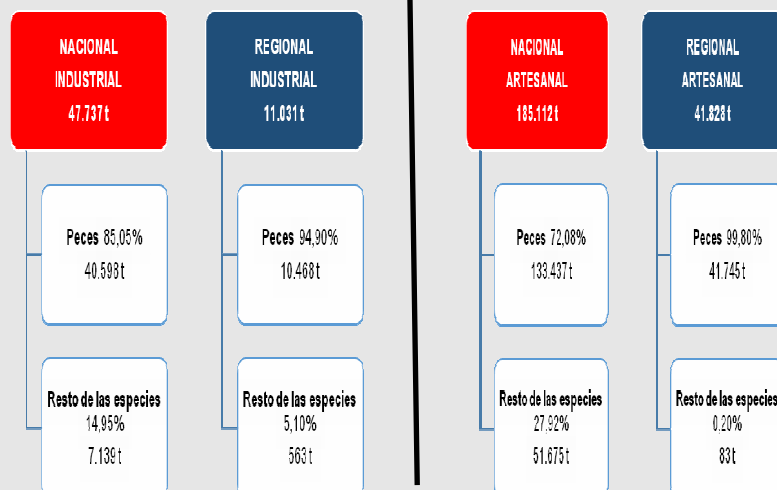 NACIONAL
INDUSTRIAL
47.737 t
Peces 85,05%
40.598 t
Resto de las especies
14,95%
7.139 t
REGIONAL
INDUSTRIAL
11.031 t
Peces 94,90%
10.468 t
Resto de las especies
5,10%
563 t
NACIONAL
ARTESANAL
185.112 t
Peces 72,08%
133.437 t
Resto de las especies
27.92%
51.675 t
REGIONAL
ARTESANAL
41.828 t
Peces 99,80%
41.745 t
Resto de las especies
0,20%
83 t